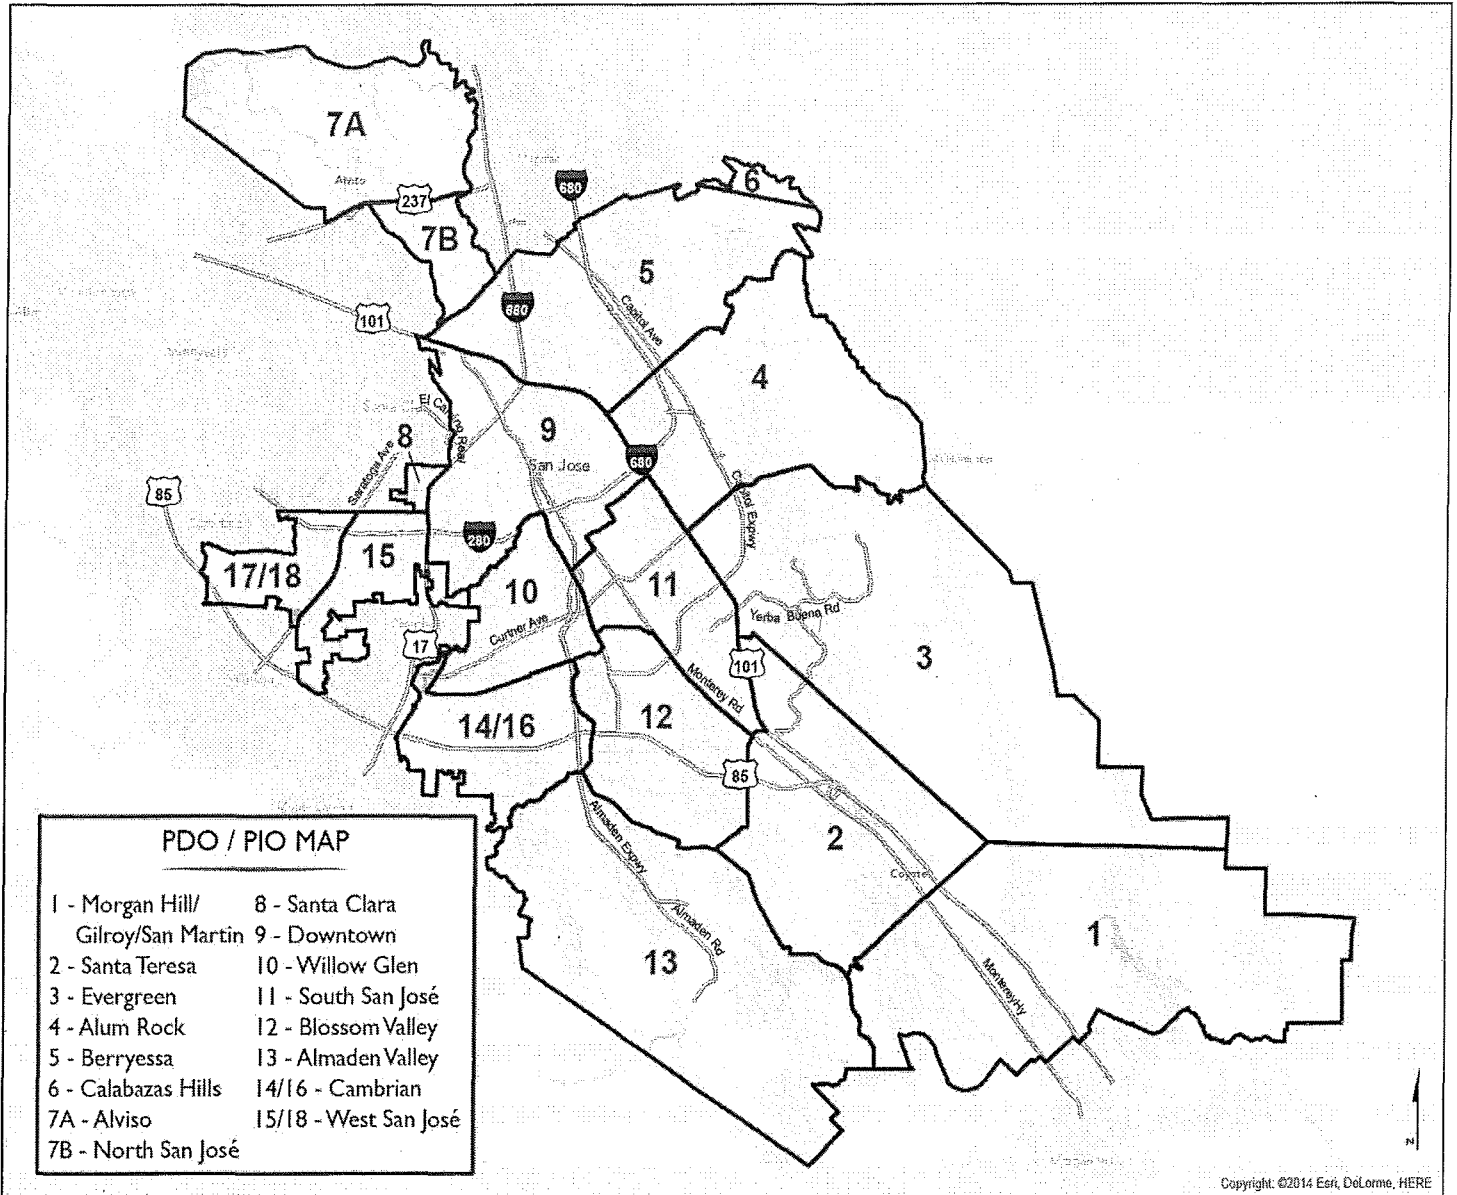 7A
6
680
Alviso
237
7B
5
680
101
Capitol Ave
4
El Camino Real
8
9
Saratoga Ave
San Jose
680
85
Capitol Expwy
280
15
17/18
10
11
Curtner Ave
Yerba Buena Rd
17
3
101
Monterey Rd
14/16
12
85
Almaden Expwy
2
Coyote
Almaden Rd
1
13
Monterey Hy
PDO / PIO MAP
1 - Morgan Hill/
Gilroy/San Martin
2 - Santa Teresa
3 - Evergreen
4 - Alum Rock
5 - Berryessa
6 - Calabazas Hills
7A - Alviso
7B - North San José
8 - Santa Clara
9 - Downtown
10 - Willow Glen
11 - South San José
12 - Blossom Valley
13 - Almaden Valley
14/16 - Cambrian
15/18 - West San José
N
Copyright: ©2014 Esri, DeLorme, HERE